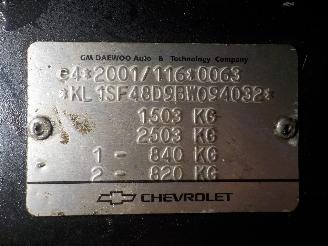 GM DAEWOO Auto & Technology Company
e4*2001/116*0063
*KL1SF48D9BW094032*
1503 KG
2503 KG
1 - 840 KG
2 - 820 KG
CHEVROLET